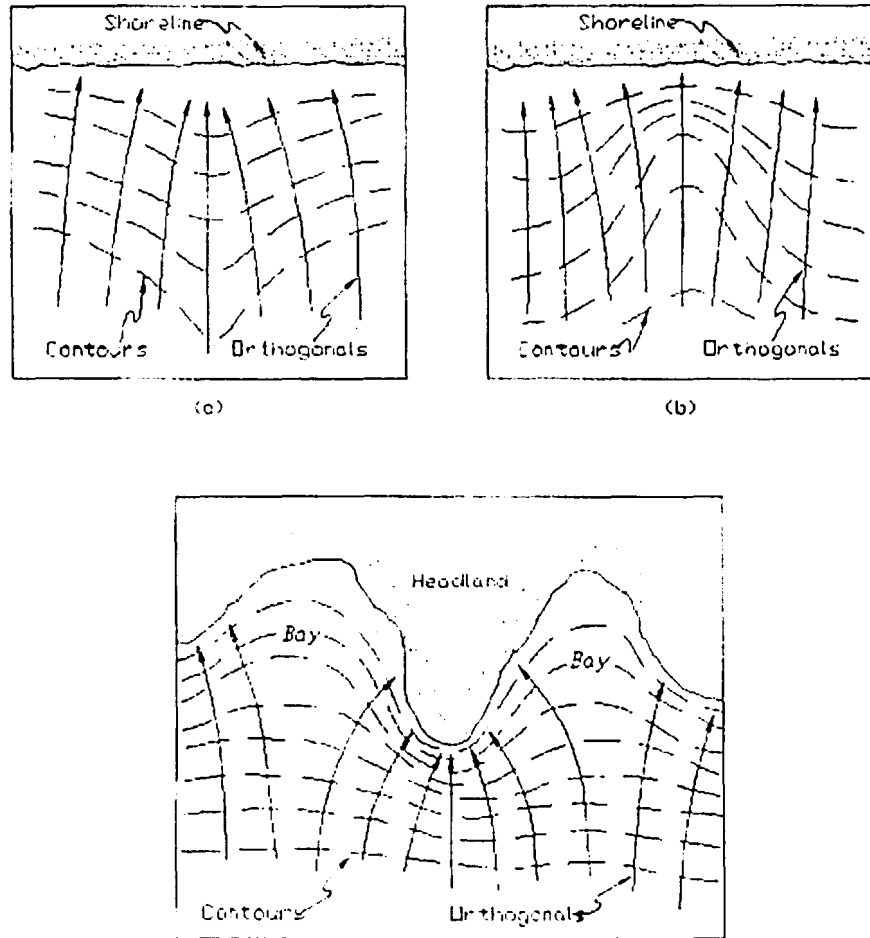 Shoreline
Contours
Orthogonals
(a)
Shoreline
Contours
Orthogonals
(b)
Headland
Bay
Bay
Contours
Orthogonals